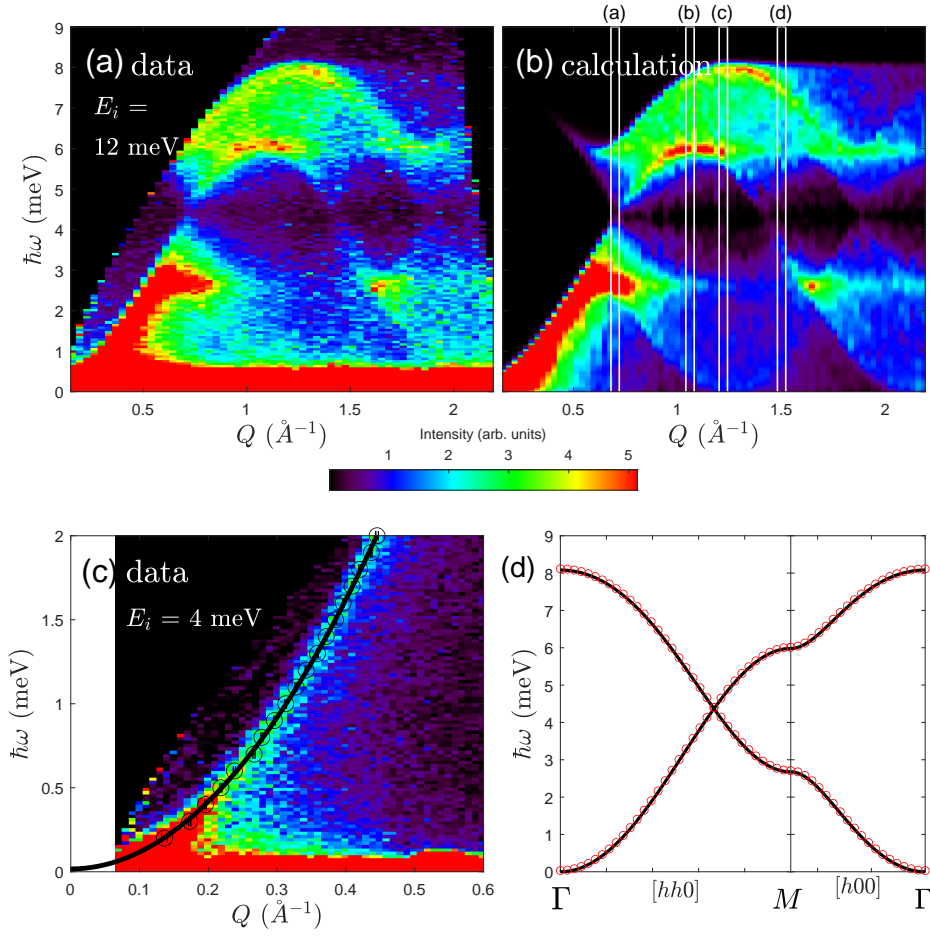 (a) (b) (c) (d)
(a) data
E_i =
12 meV
(b) calculation
9
8
7
6
5
4
3
2
1
0
ħω (meV)
0.5 1 1.5 2
Q (Å⁻¹)
0.5 1 1.5 2
Q (Å⁻¹)
Intensity (arb. units)
1 2 3 4 5
(c) data
E_i = 4 meV
2
1.5
1
0.5
0
ħω (meV)
0 0.1 0.2 0.3 0.4 0.5 0.6
Q (Å⁻¹)
(d)
9
8
7
6
5
4
3
2
1
0
ħω (meV)
Γ [hh0] M [h00] Γ